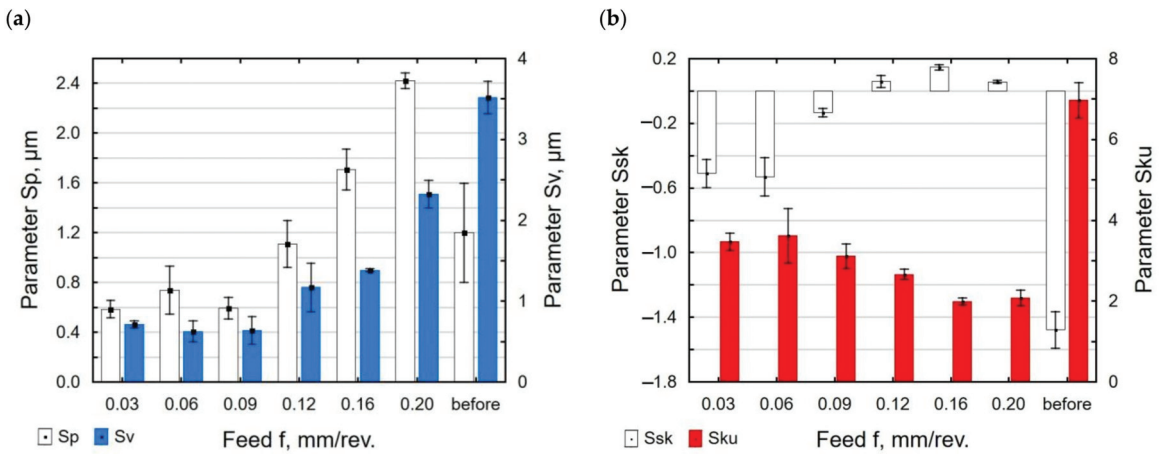 (a)
Parameter Sp, µm
2.4
2.0
1.6
1.2
0.8
0.4
0.0
4
3
2
1
0
Parameter Sv, µm
0.03 0.06 0.09 0.12 0.16 0.20 before
Sp Sv Feed f, mm/rev.
(b)
Parameter Ssk
0.2
−0.2
−0.6
−1.0
−1.4
−1.8
8
6
4
2
0
Parameter Sku
0.03 0.06 0.09 0.12 0.16 0.20 before
Ssk Sku Feed f, mm/rev.